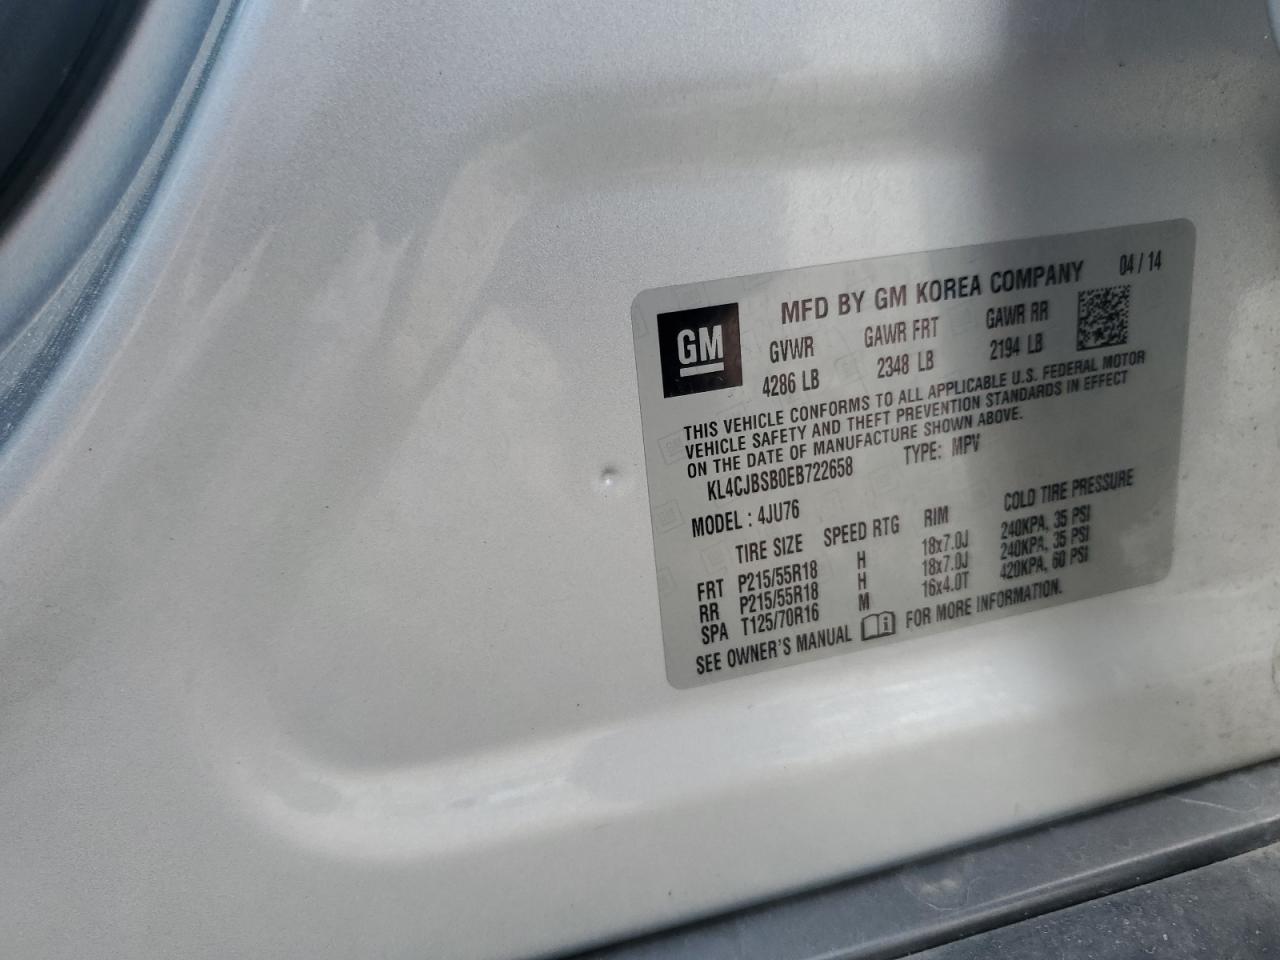 MFD BY GM KOREA COMPANY 04 / 14
GM
GVWR GAWR FRT GAWR RR
4286 LB 2348 LB 2194 LB
THIS VEHICLE CONFORMS TO ALL APPLICABLE U.S. FEDERAL MOTOR
VEHICLE SAFETY AND THEFT PREVENTION STANDARDS IN EFFECT
ON THE DATE OF MANUFACTURE SHOWN ABOVE.
KL4CJBSB0EB722658 TYPE: MPV
MODEL : 4JU76
TIRE SIZE SPEED RTG RIM COLD TIRE PRESSURE
FRT P215/55R18 H 18x7.0J 240KPA, 35 PSI
RR P215/55R18 H 18x7.0J 240KPA, 35 PSI
SPA T125/70R16 M 16x4.0T 420KPA, 60 PSI
SEE OWNER'S MANUAL FOR MORE INFORMATION.